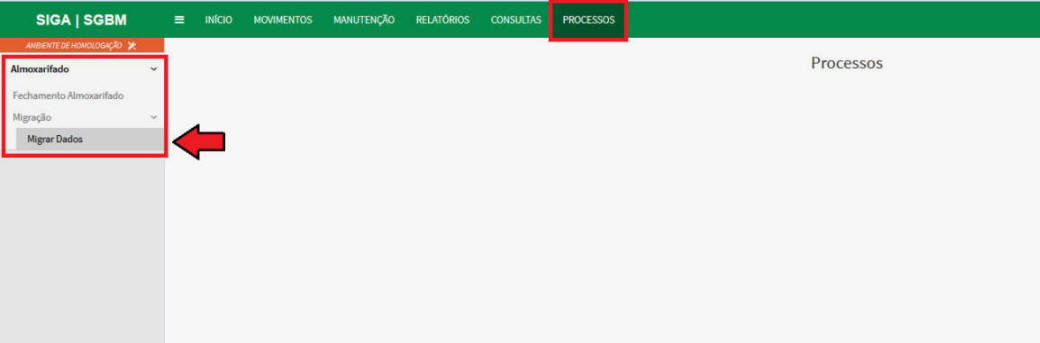 SIGA | SGBM INÍCIO MOVIMENTOS MANUTENÇÃO RELATÓRIOS CONSULTAS PROCESSOS
AMBIENTE DE HOMOLOGAÇÃO
Almoxarifado
Processos
Fechamento Almoxarifado
Migração
Migrar Dados